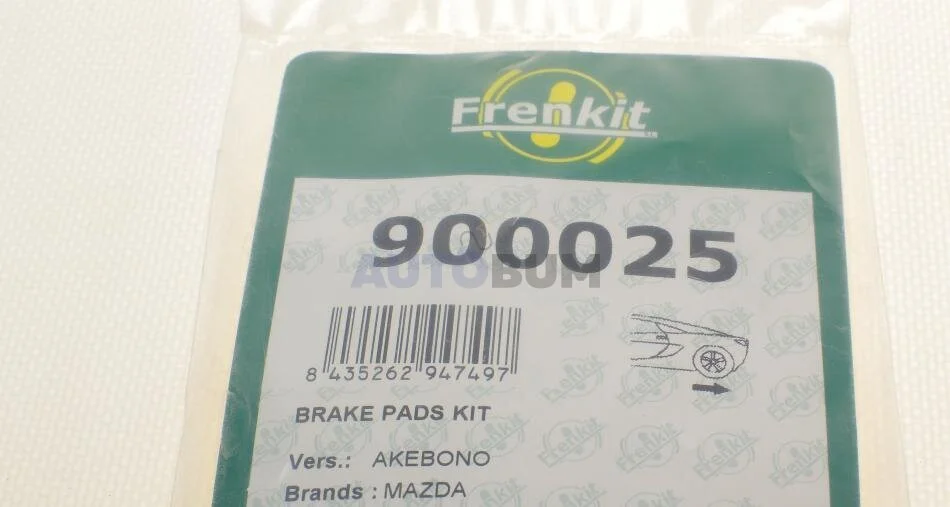 Frenkit S.L.
900025
AUTOBUM
8 435262 947497
BRAKE PADS KIT
Vers.: AKEBONO
Brands : MAZDA